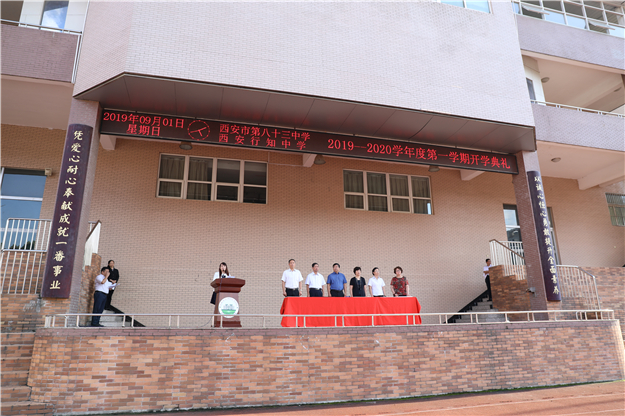 2019年09月01日
星期日
西安市第八十三中学
西安行知中学
2019—2020学年度第一学期开学典礼
凭爱心耐心奉献成就一番事业